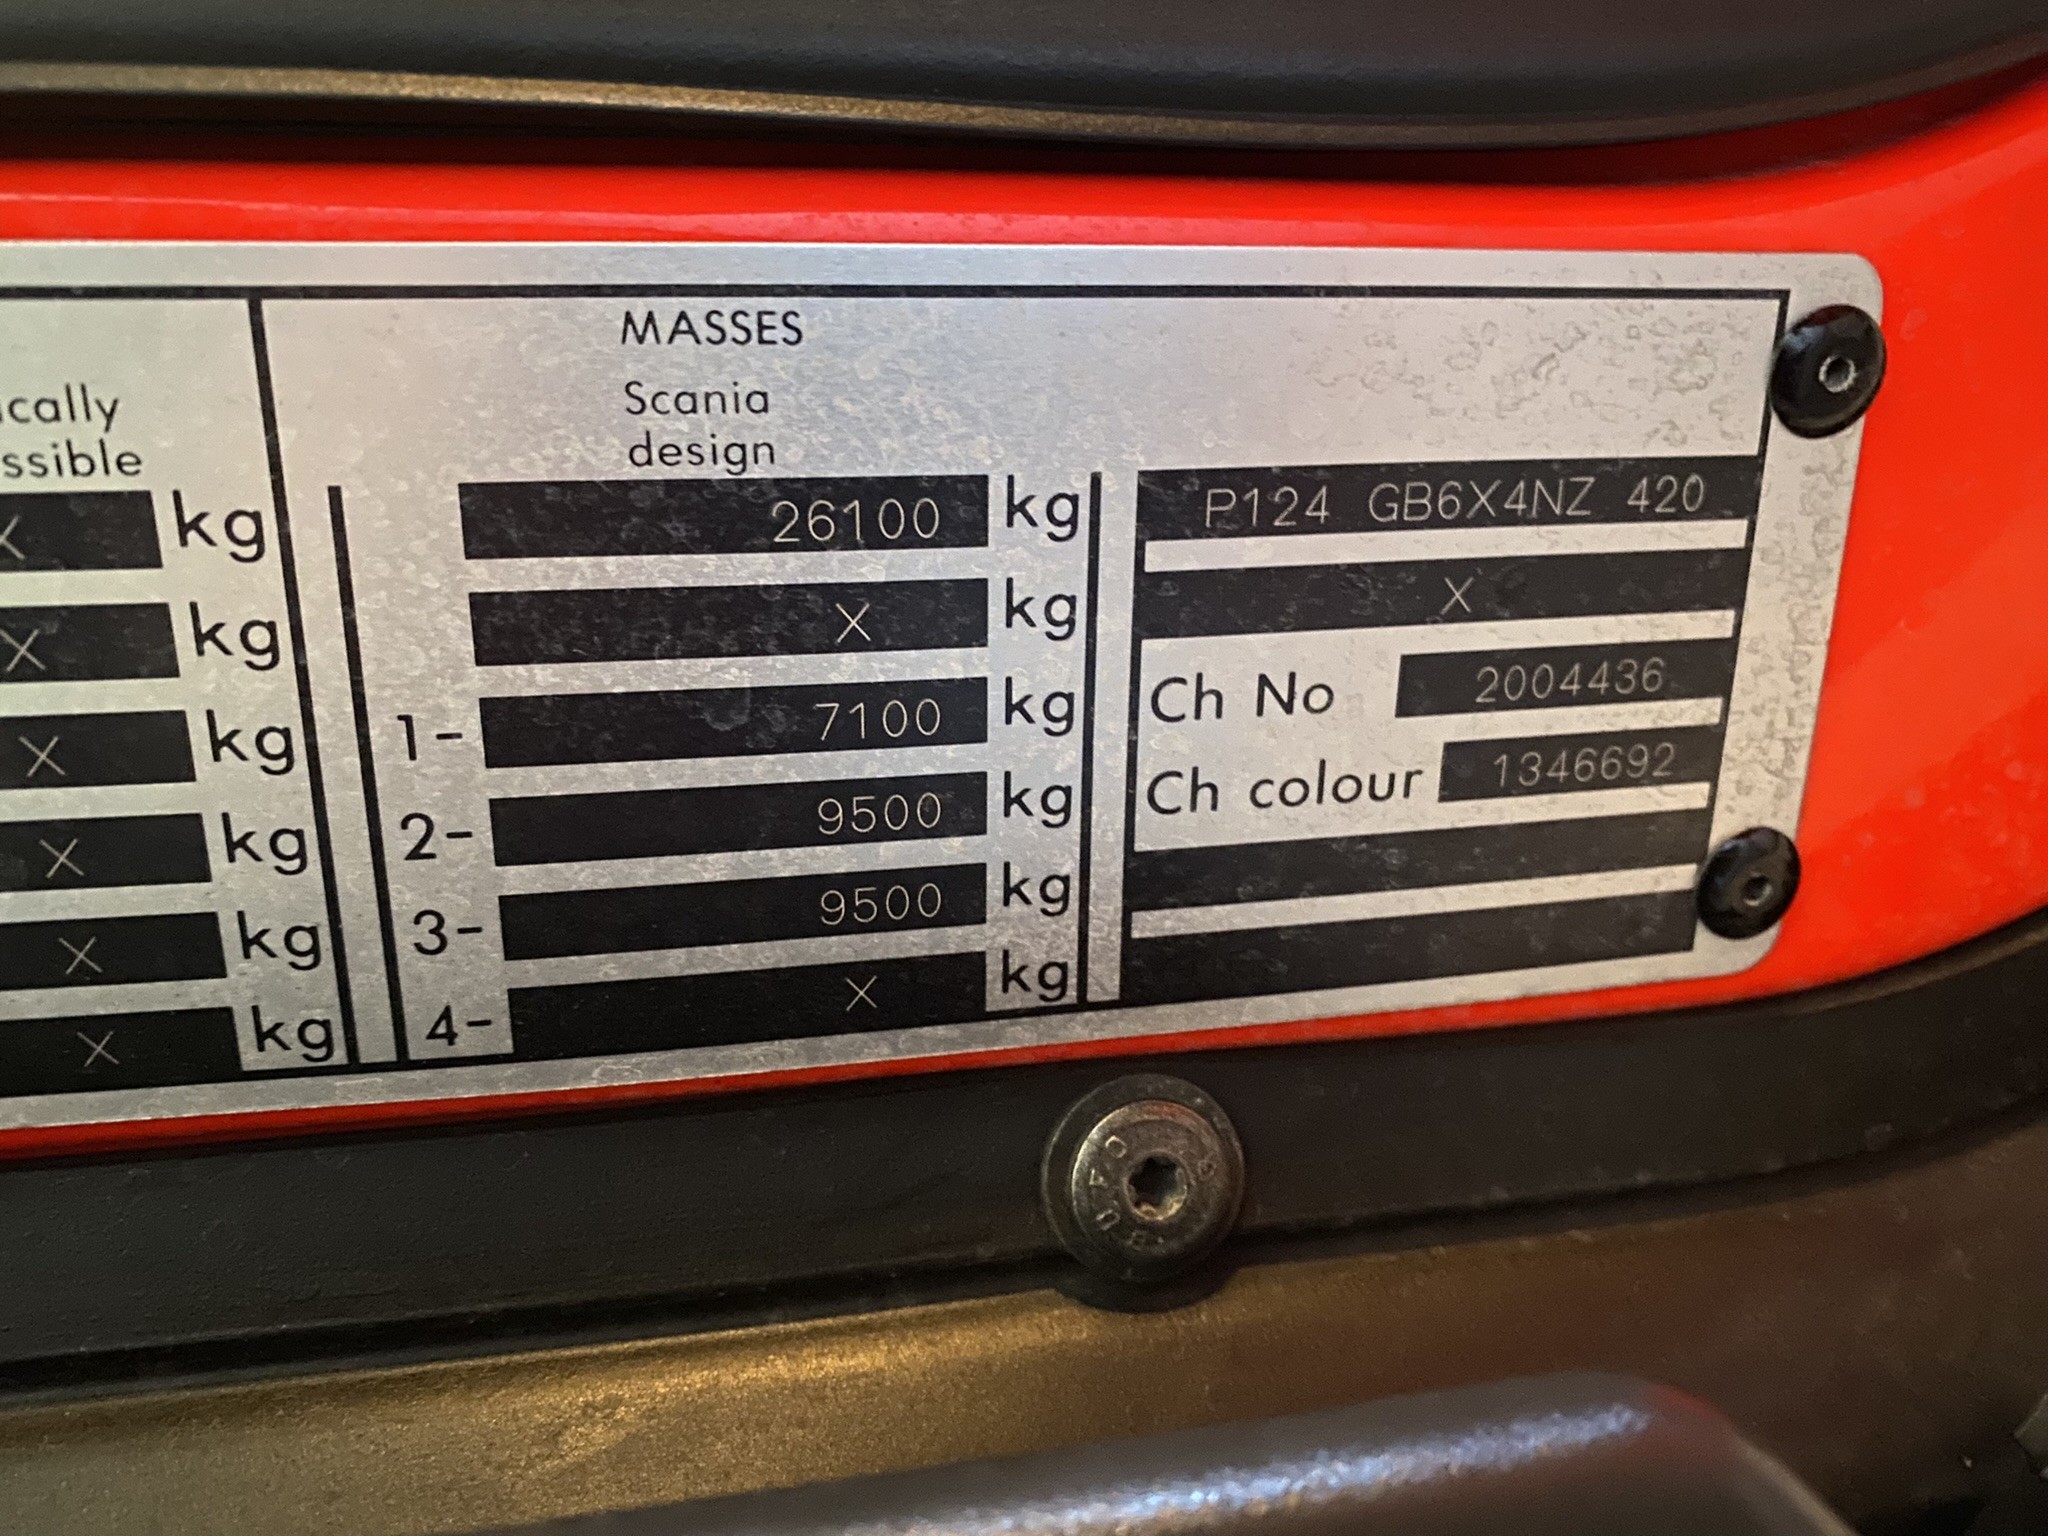 MASSES
Scania
design
ically
ssible
X kg
X kg
X kg
X kg
X kg
X kg
26100 kg
X kg
1- 7100 kg
2- 9500 kg
3- 9500 kg
4- X kg
P124 GB6X4NZ 420
X
Ch No 2004436
Ch colour 1346692